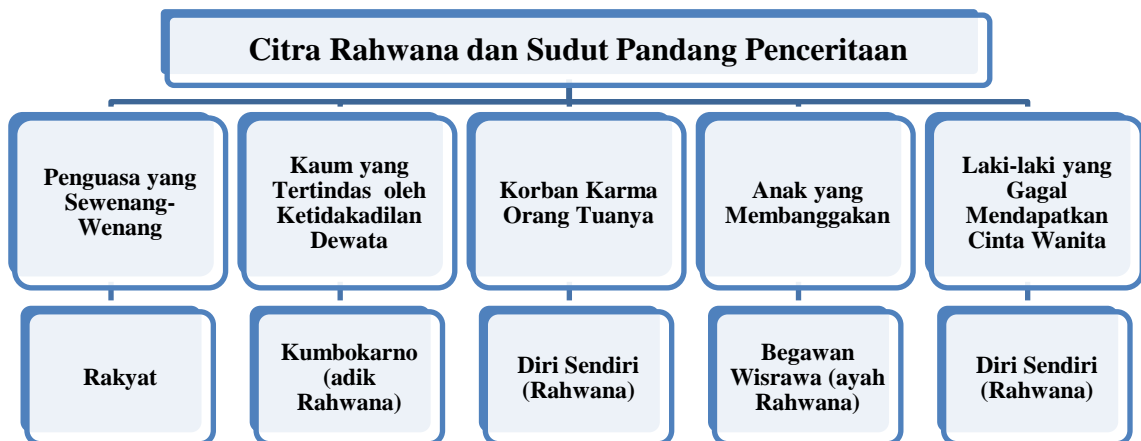 Citra Rahwana dan Sudut Pandang Penceritaan
Penguasa yang
Sewenang-
Wenang
Kaum yang
Tertindas oleh
Ketidakadilan
Dewata
Korban Karma
Orang Tuanya
Anak yang
Membanggakan
Laki-laki yang
Gagal
Mendapatkan
Cinta Wanita
Rakyat
Kumbokarno
(adik
Rahwana)
Diri Sendiri
(Rahwana)
Begawan
Wisrawa (ayah
Rahwana)
Diri Sendiri
(Rahwana)